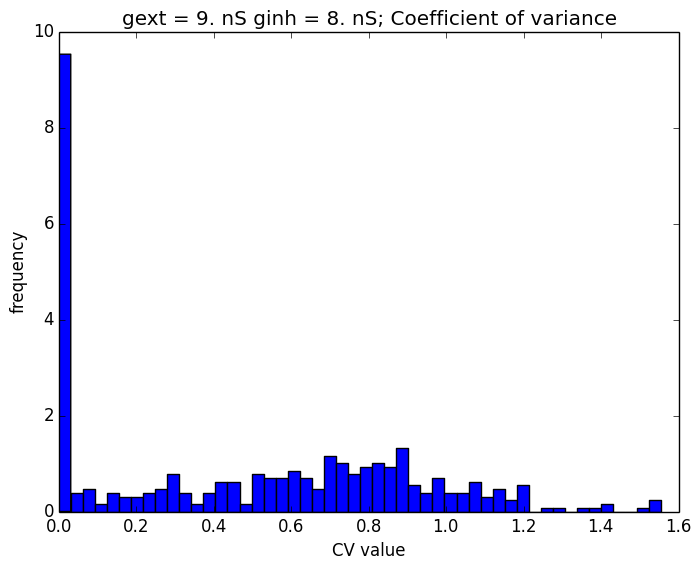 gext = 9. nS ginh = 8. nS; Coefficient of variance
10
8
6
4
2
0
frequency
0.0 0.2 0.4 0.6 0.8 1.0 1.2 1.4 1.6
CV value